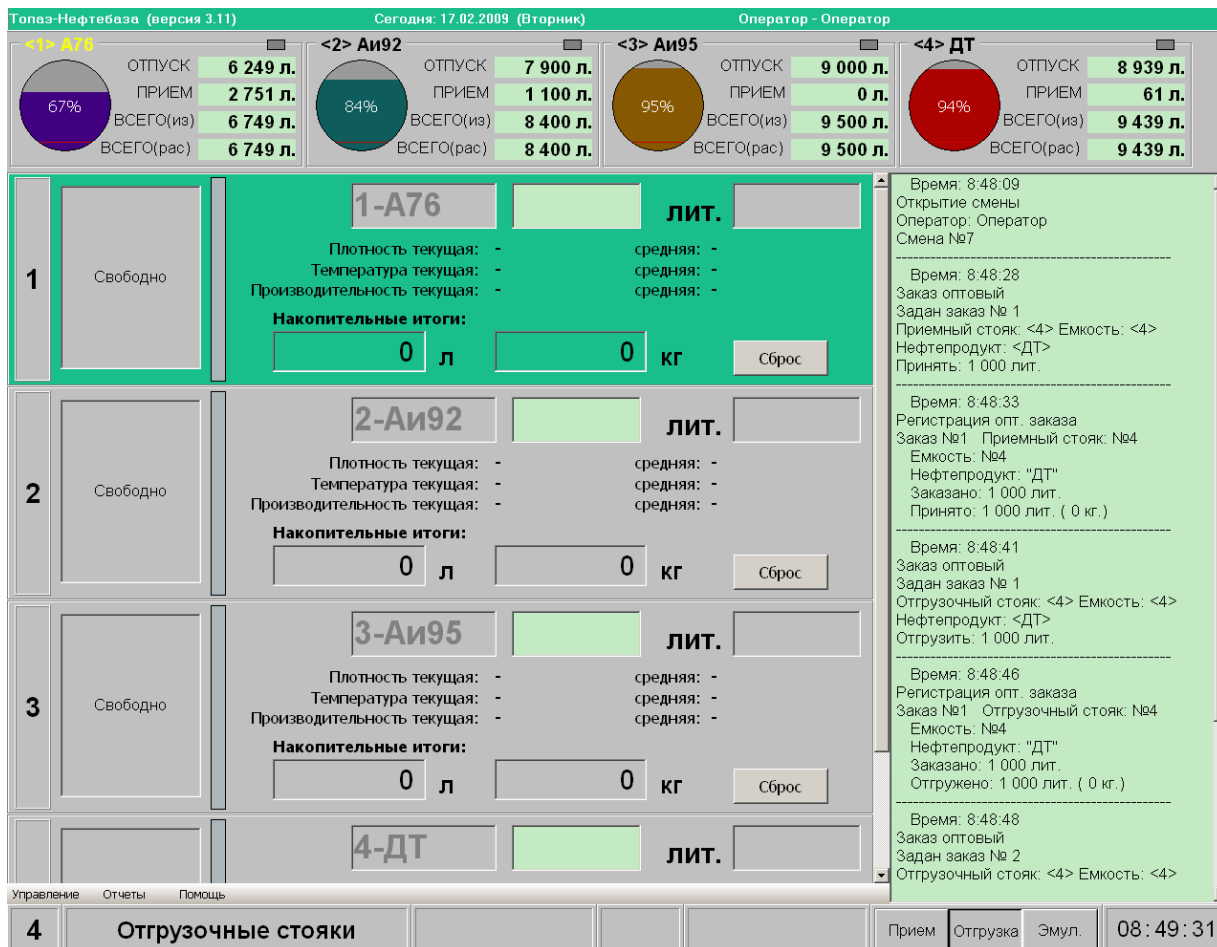 Топаз-Нефтебаза (версия 3.11) Сегодня: 17.02.2009 (Вторник) Оператор - Оператор
<1> А76
67%
ОТПУСК 6 249 л.
ПРИЕМ 2 751 л.
ВСЕГО(из) 6 749 л.
ВСЕГО(рас) 6 749 л.
<2> Аи92
84%
ОТПУСК 7 900 л.
ПРИЕМ 1 100 л.
ВСЕГО(из) 8 400 л.
ВСЕГО(рас) 8 400 л.
<3> Аи95
95%
ОТПУСК 9 000 л.
ПРИЕМ 0 л.
ВСЕГО(из) 9 500 л.
ВСЕГО(рас) 9 500 л.
<4> ДТ
94%
ОТПУСК 8 939 л.
ПРИЕМ 61 л.
ВСЕГО(из) 9 439 л.
ВСЕГО(рас) 9 439 л.
1
Свободно
1-А76 лит.
Плотность текущая: - средняя: -
Температура текущая: - средняя: -
Производительность текущая: - средняя: -
Накопительные итоги:
0 л 0 кг Сброс
2
Свободно
2-Аи92 лит.
Плотность текущая: - средняя: -
Температура текущая: - средняя: -
Производительность текущая: - средняя: -
Накопительные итоги:
0 л 0 кг Сброс
3
Свободно
3-Аи95 лит.
Плотность текущая: - средняя: -
Температура текущая: - средняя: -
Производительность текущая: - средняя: -
Накопительные итоги:
0 л 0 кг Сброс
4-ДТ лит.
Время: 8:48:09
Открытие смены
Оператор: Оператор
Смена №7
--------------------------------------------------
Время: 8:48:28
Заказ оптовый
Задан заказ № 1
Приемный стояк: <4> Емкость: <4>
Нефтепродукт: <ДТ>
Принять: 1 000 лит.
--------------------------------------------------
Время: 8:48:33
Регистрация опт. заказа
Заказ №1 Приемный стояк: №4
Емкость: №4
Нефтепродукт: "ДТ"
Заказано: 1 000 лит.
Принято: 1 000 лит. ( 0 кг.)
--------------------------------------------------
Время: 8:48:41
Заказ оптовый
Задан заказ № 1
Отгрузочный стояк: <4> Емкость: <4>
Нефтепродукт: <ДТ>
Отгрузить: 1 000 лит.
--------------------------------------------------
Время: 8:48:46
Регистрация опт. заказа
Заказ №1 Отгрузочный стояк: №4
Емкость: №4
Нефтепродукт: "ДТ"
Заказано: 1 000 лит.
Отгружено: 1 000 лит. ( 0 кг.)
--------------------------------------------------
Время: 8:48:48
Заказ оптовый
Задан заказ № 2
Отгрузочный стояк: <4> Емкость: <4>
Управление Отчеты Помощь
4 Отгрузочные стояки Прием Отгрузка Эмул. 08:49:31